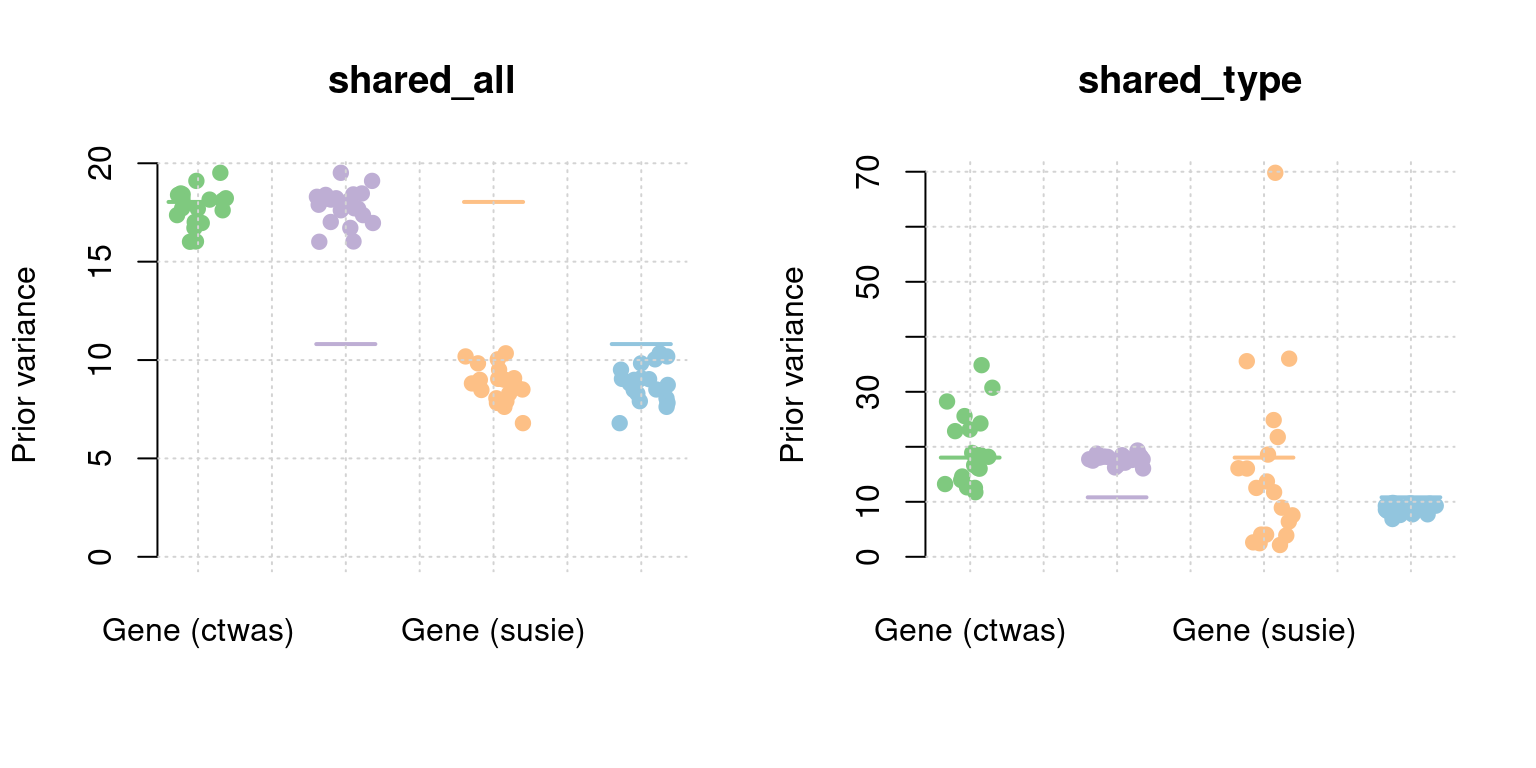 shared_all
Prior variance
20
15
10
5
0
Gene (ctwas)
Gene (susie)
shared_type
Prior variance
70
50
30
10
0
Gene (ctwas)
Gene (susie)